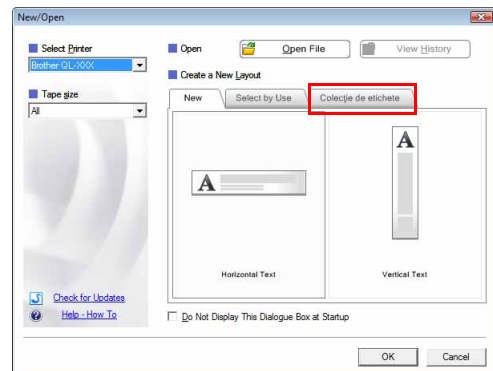 New/Open
Select Printer
Brother QL-XXX
Tape size
All
Check for Updates
Help - How To
Open
Open File
View History
Create a New Layout
New
Select by Use
Colecţie de etichete
A
A
Horizontal Text
Vertical Text
Do Not Display This Dialogue Box at Startup
OK
Cancel